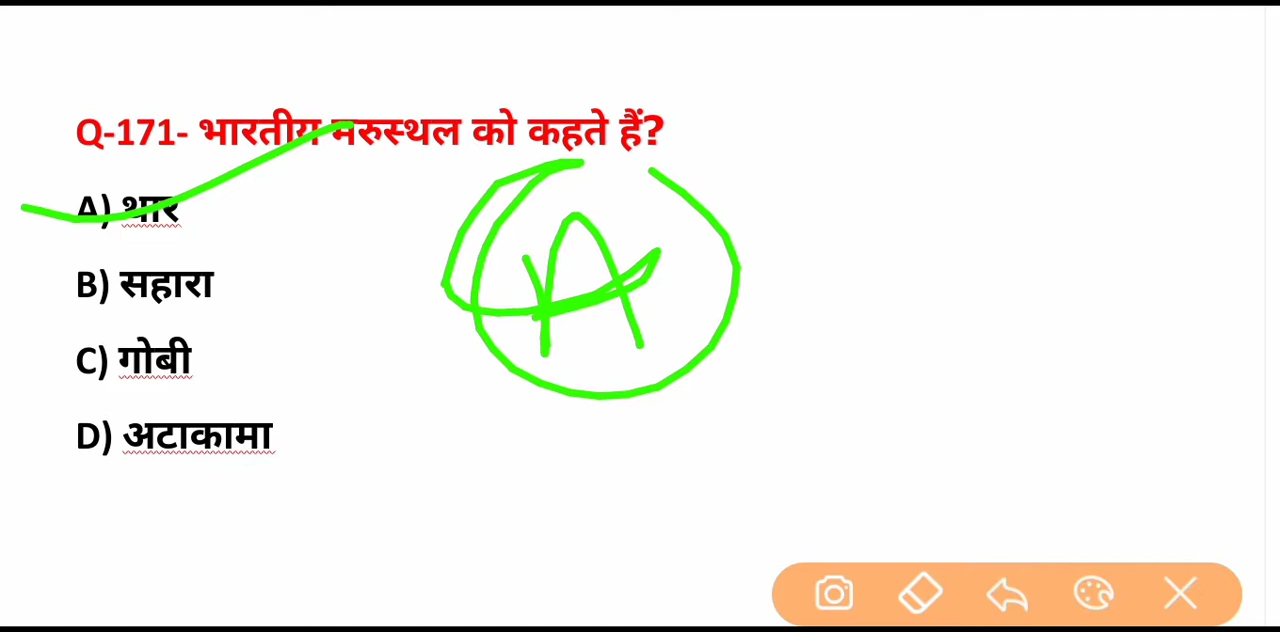 Q-171- भारतीय मरुस्थल को कहते हैं?
A) थार
B) सहारा
C) गोबी
D) अटाकामा
A